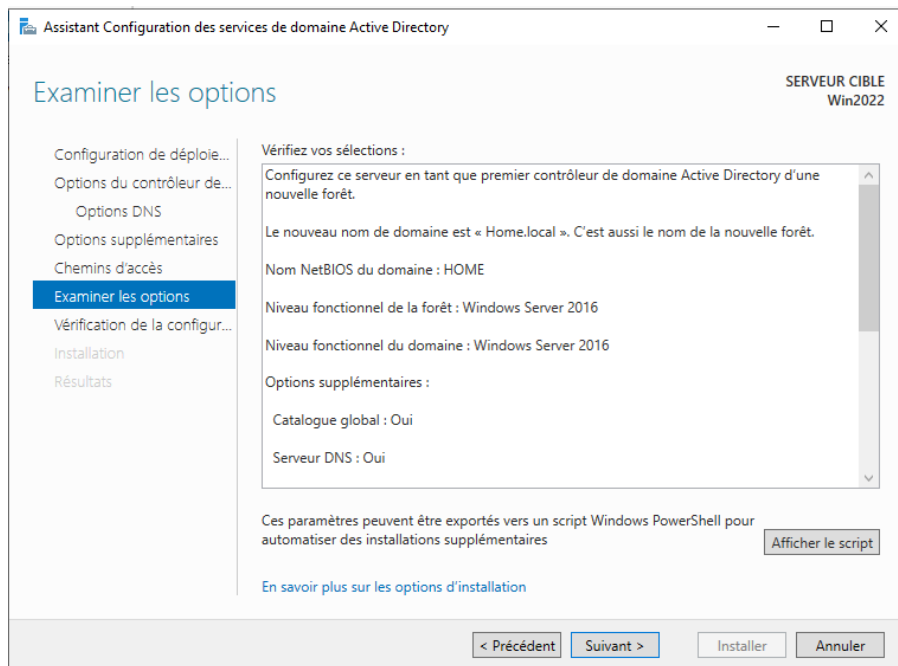 Assistant Configuration des services de domaine Active Directory
Examiner les options
SERVEUR CIBLE
Win2022
Configuration de déploie...
Options du contrôleur de...
Options DNS
Options supplémentaires
Chemins d'accès
Examiner les options
Vérification de la configur...
Installation
Résultats
Vérifiez vos sélections :
Configurez ce serveur en tant que premier contrôleur de domaine Active Directory d'une
nouvelle forêt.
Le nouveau nom de domaine est « Home.local ». C'est aussi le nom de la nouvelle forêt.
Nom NetBIOS du domaine : HOME
Niveau fonctionnel de la forêt : Windows Server 2016
Niveau fonctionnel du domaine : Windows Server 2016
Options supplémentaires :
Catalogue global : Oui
Serveur DNS : Oui
Ces paramètres peuvent être exportés vers un script Windows PowerShell pour
automatiser des installations supplémentaires
Afficher le script
En savoir plus sur les options d'installation
< Précédent
Suivant >
Installer
Annuler